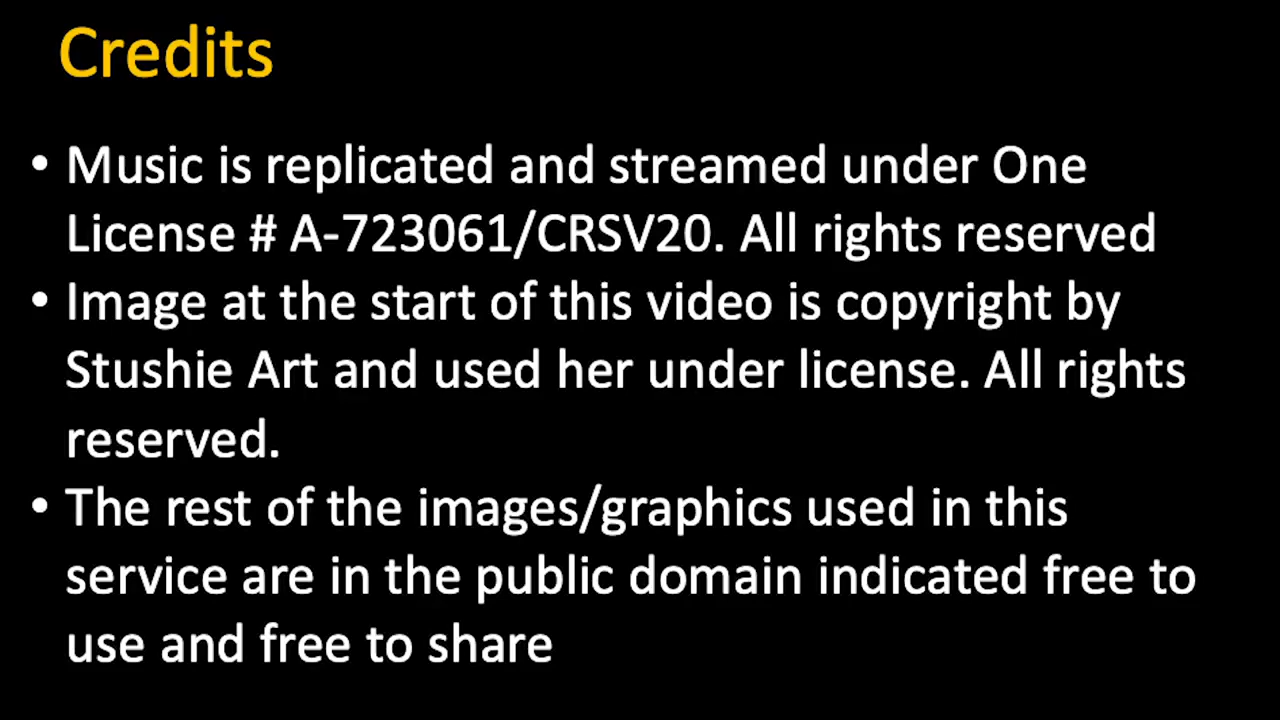 Credits
• Music is replicated and streamed under One
License # A-723061/CRSV20. All rights reserved
• Image at the start of this video is copyright by
Stushie Art and used her under license. All rights
reserved.
• The rest of the images/graphics used in this
service are in the public domain indicated free to
use and free to share